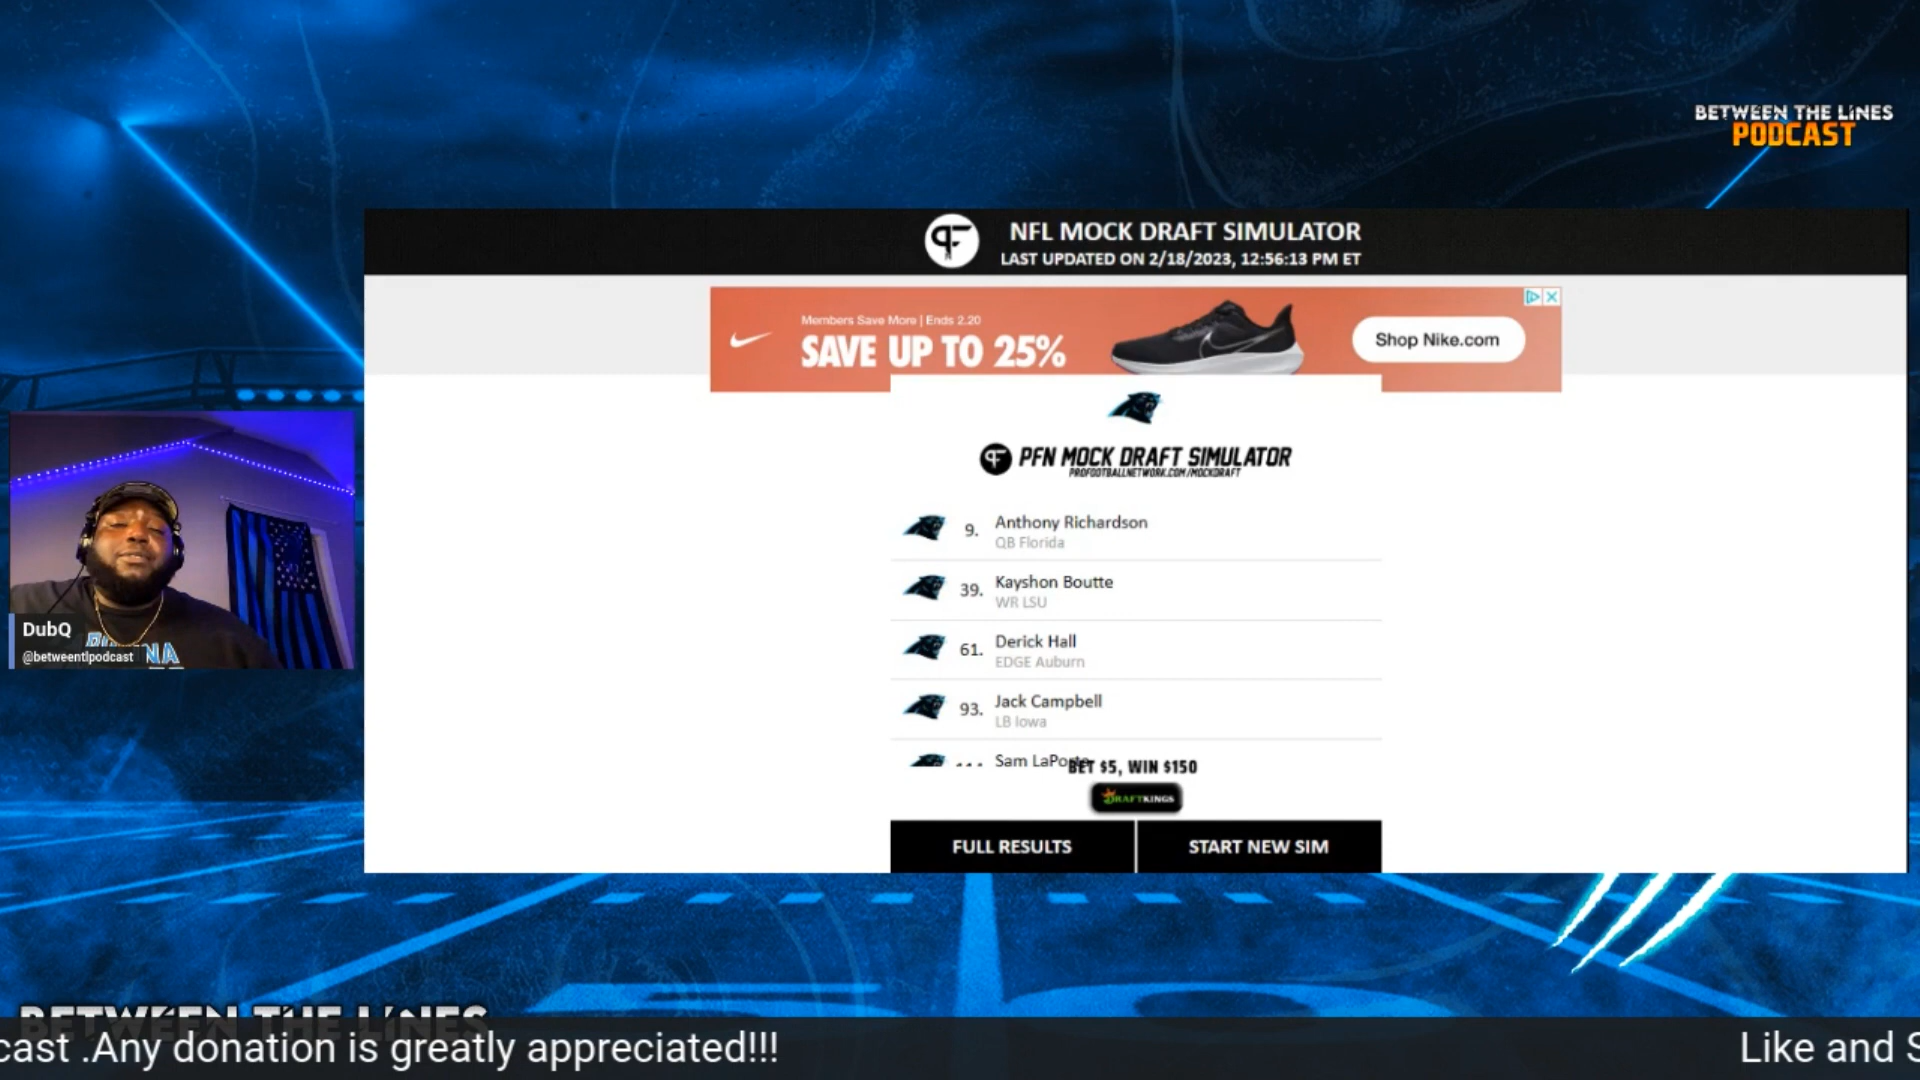 BETWEEN THE LINES
PODCAST
NFL MOCK DRAFT SIMULATOR
LAST UPDATED ON 2/18/2023, 12:56:13 PM ET
Members Save More | Ends 2.20
SAVE UP TO 25%
Shop Nike.com
PFN MOCK DRAFT SIMULATOR
PROFOOTBALLNETWORK.COM/MOCKDRAFT
9. Anthony Richardson
QB Florida
39. Kayshon Boutte
WR LSU
61. Derick Hall
EDGE Auburn
93. Jack Campbell
LB Iowa
Sam
BET $5, WIN $150
DRAFTKINGS
FULL RESULTS
START NEW SIM
DubQ
@betweentlpodcast
BETWEEN THE LINES
cast .Any donation is greatly appreciated!!!
Like and S